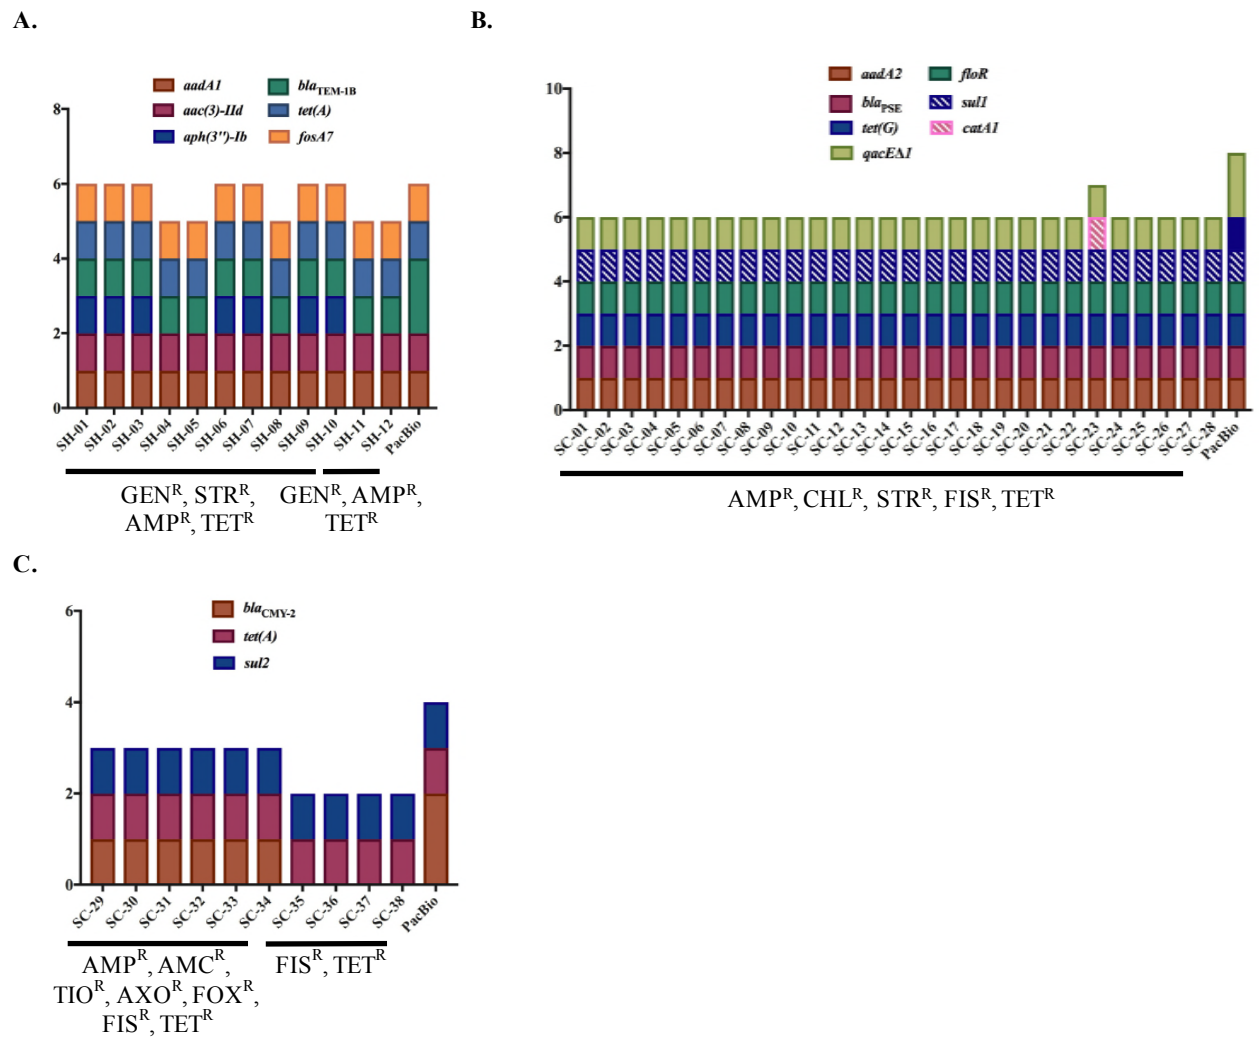 A.
aadA1
aac(3)-IId
aph(3'')-Ib
blaTEM-1B
tet(A)
fosA7
8
6
4
2
0
SH-01 SH-02 SH-03 SH-04 SH-05 SH-06 SH-07 SH-08 SH-09 SH-10 SH-11 SH-12 PacBio
GENR, STRR,
AMPR, TETR
GENR, AMPR,
TETR
B.
aadA2
blaPSE
tet(G)
qacEΔ1
floR
sul1
catA1
10
8
6
4
2
0
SC-01 SC-02 SC-03 SC-04 SC-05 SC-06 SC-07 SC-08 SC-09 SC-10 SC-11 SC-12 SC-13 SC-14 SC-15 SC-16 SC-17 SC-18 SC-19 SC-20 SC-21 SC-22 SC-23 SC-24 SC-25 SC-26 SC-27 SC-28 PacBio
AMPR, CHLR, STRR, FISR, TETR
C.
blaCMY-2
tet(A)
sul2
6
4
2
0
SC-29 SC-30 SC-31 SC-32 SC-33 SC-34 SC-35 SC-36 SC-37 SC-38 PacBio
AMPR, AMCR,
TIOR, AXOR, FOXR,
FISR, TETR
FISR, TETR